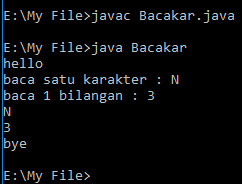 E:\My File>javac Bacakar.java
E:\My File>java Bacakar
hello
baca satu karakter : N
baca 1 bilangan : 3
N
3
bye
E:\My File>